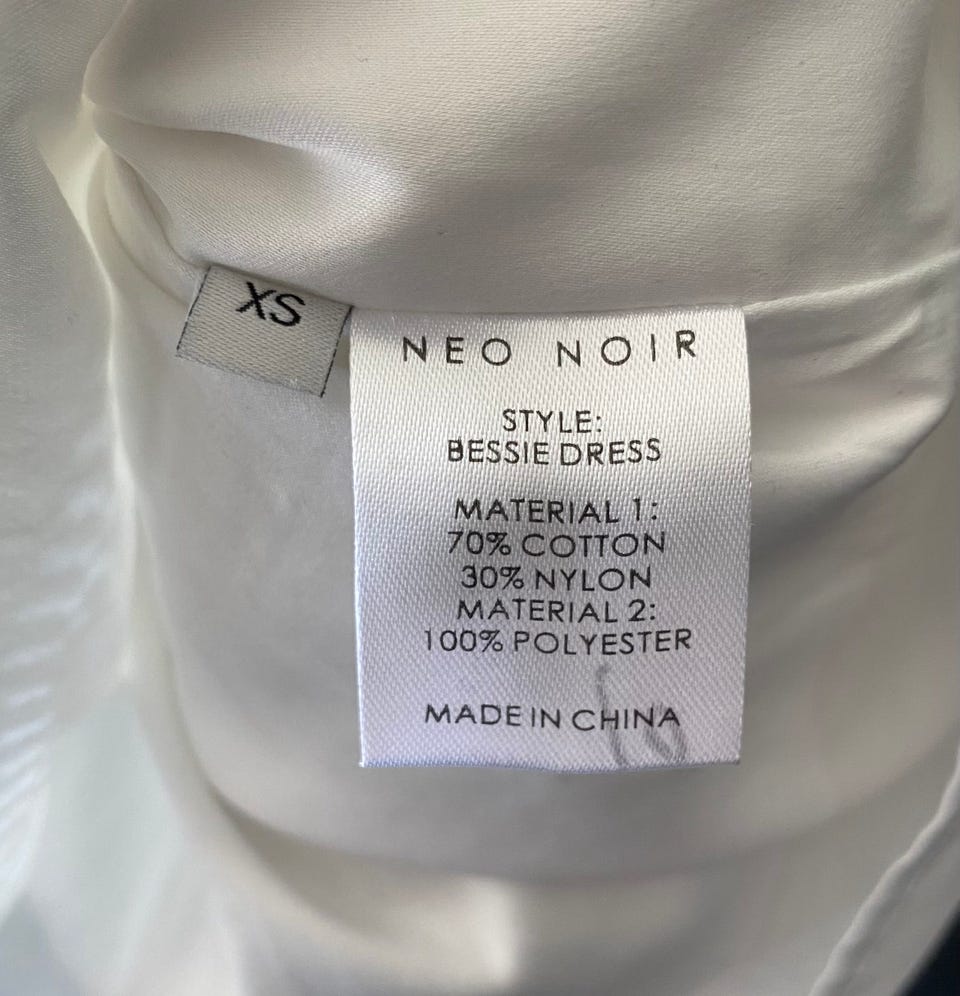 XS
NEO NOIR
STYLE:
BESSIE DRESS
MATERIAL 1:
70% COTTON
30% NYLON
MATERIAL 2:
100% POLYESTER
MADE IN CHINA